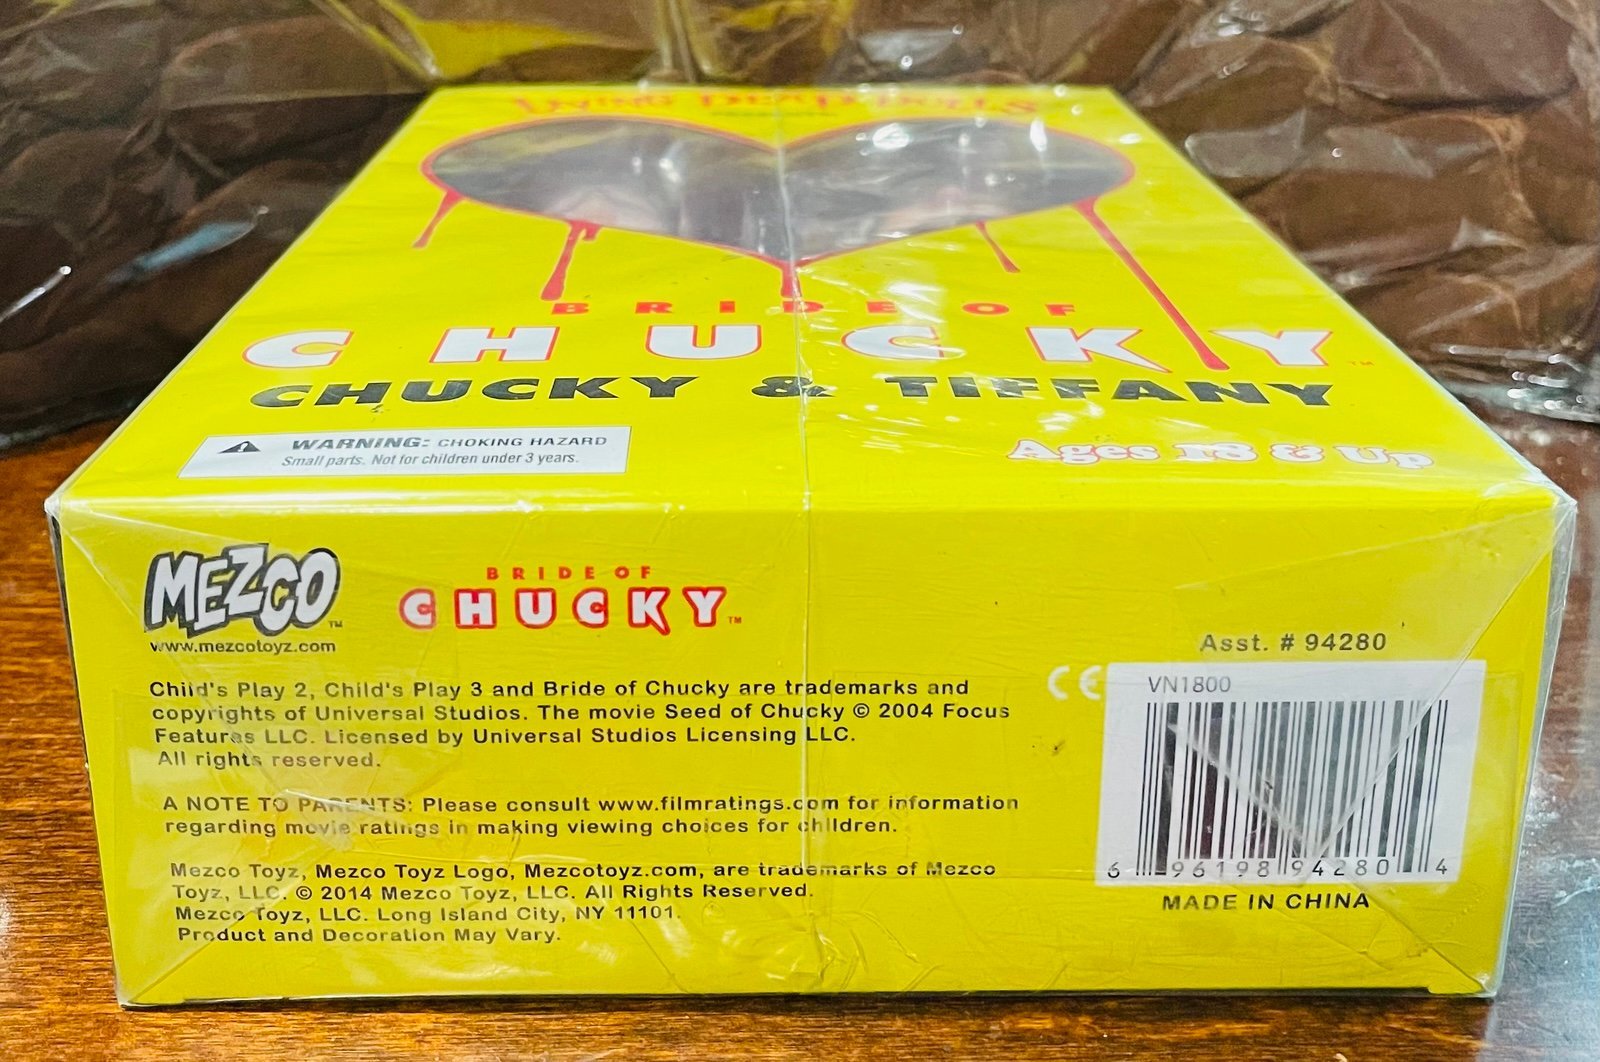 LIVING DEAD DOLLS
BRIDE OF
CHUCKY™
CHUCKY & TIFFANY
WARNING: CHOKING HAZARD
Small parts. Not for children under 3 years.
Ages 18 & Up
MEZCO™
www.mezcotoyz.com
BRIDE OF
CHUCKY™
Child's Play 2, Child's Play 3 and Bride of Chucky are trademarks and
copyrights of Universal Studios. The movie Seed of Chucky © 2004 Focus
Features LLC. Licensed by Universal Studios Licensing LLC.
All rights reserved.
A NOTE TO PARENTS: Please consult www.filmratings.com for information
regarding movie ratings in making viewing choices for children.
Mezco Toyz, Mezco Toyz Logo, Mezcotoyz.com, are trademarks of Mezco
Toyz, LLC. © 2014 Mezco Toyz, LLC. All Rights Reserved.
Mezco Toyz, LLC. Long Island City, NY 11101.
Product and Decoration May Vary.
Asst. # 94280
CE
VN1800
6 96198 94280 4
MADE IN CHINA